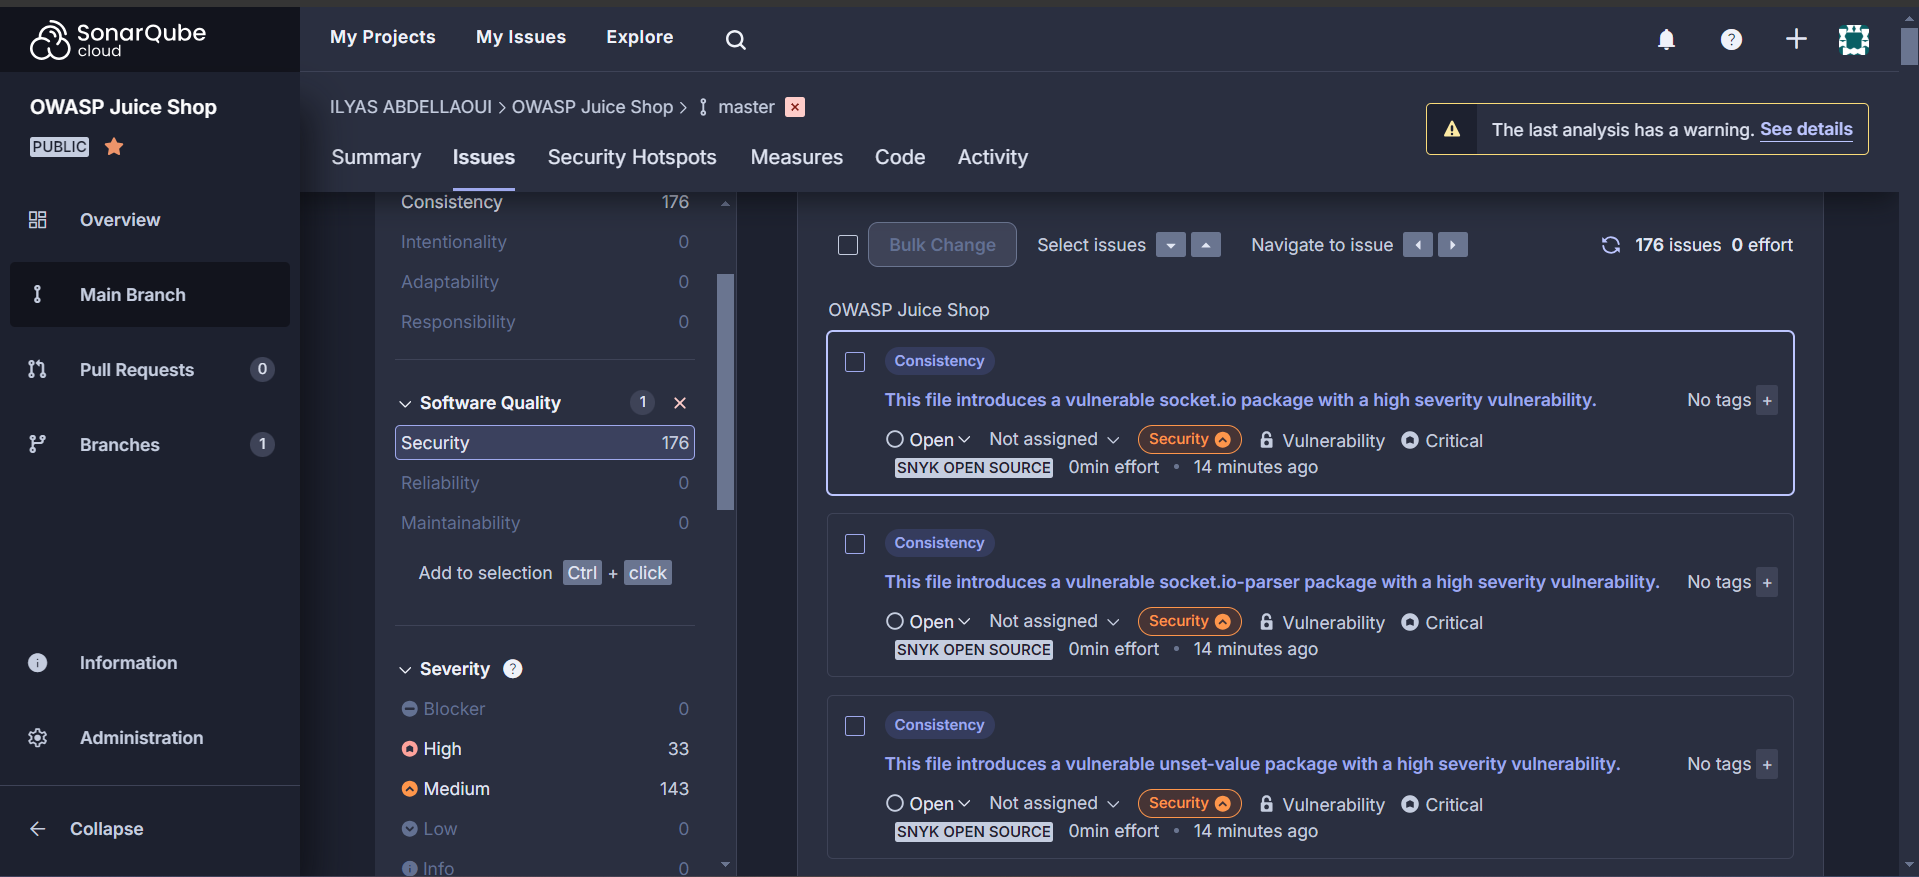 SonarQube
cloud
My Projects
My Issues
Explore
OWASP Juice Shop
PUBLIC
Overview
Main Branch
Pull Requests 0
Branches 1
Information
Administration
Collapse
ILYAS ABDELLAOUI > OWASP Juice Shop > master
The last analysis has a warning. See details
Summary
Issues
Security Hotspots
Measures
Code
Activity
Consistency 176
Intentionality 0
Adaptability 0
Responsibility 0
Software Quality 1
Security 176
Reliability 0
Maintainability 0
Add to selection Ctrl + click
Severity ?
Blocker 0
High 33
Medium 143
Low 0
Info 0
Bulk Change Select issues Navigate to issue 176 issues 0 effort
OWASP Juice Shop
Consistency
This file introduces a vulnerable socket.io package with a high severity vulnerability. No tags +
Open Not assigned Security Vulnerability Critical
SNYK OPEN SOURCE 0min effort • 14 minutes ago
Consistency
This file introduces a vulnerable socket.io-parser package with a high severity vulnerability. No tags +
Open Not assigned Security Vulnerability Critical
SNYK OPEN SOURCE 0min effort • 14 minutes ago
Consistency
This file introduces a vulnerable unset-value package with a high severity vulnerability. No tags +
Open Not assigned Security Vulnerability Critical
SNYK OPEN SOURCE 0min effort • 14 minutes ago